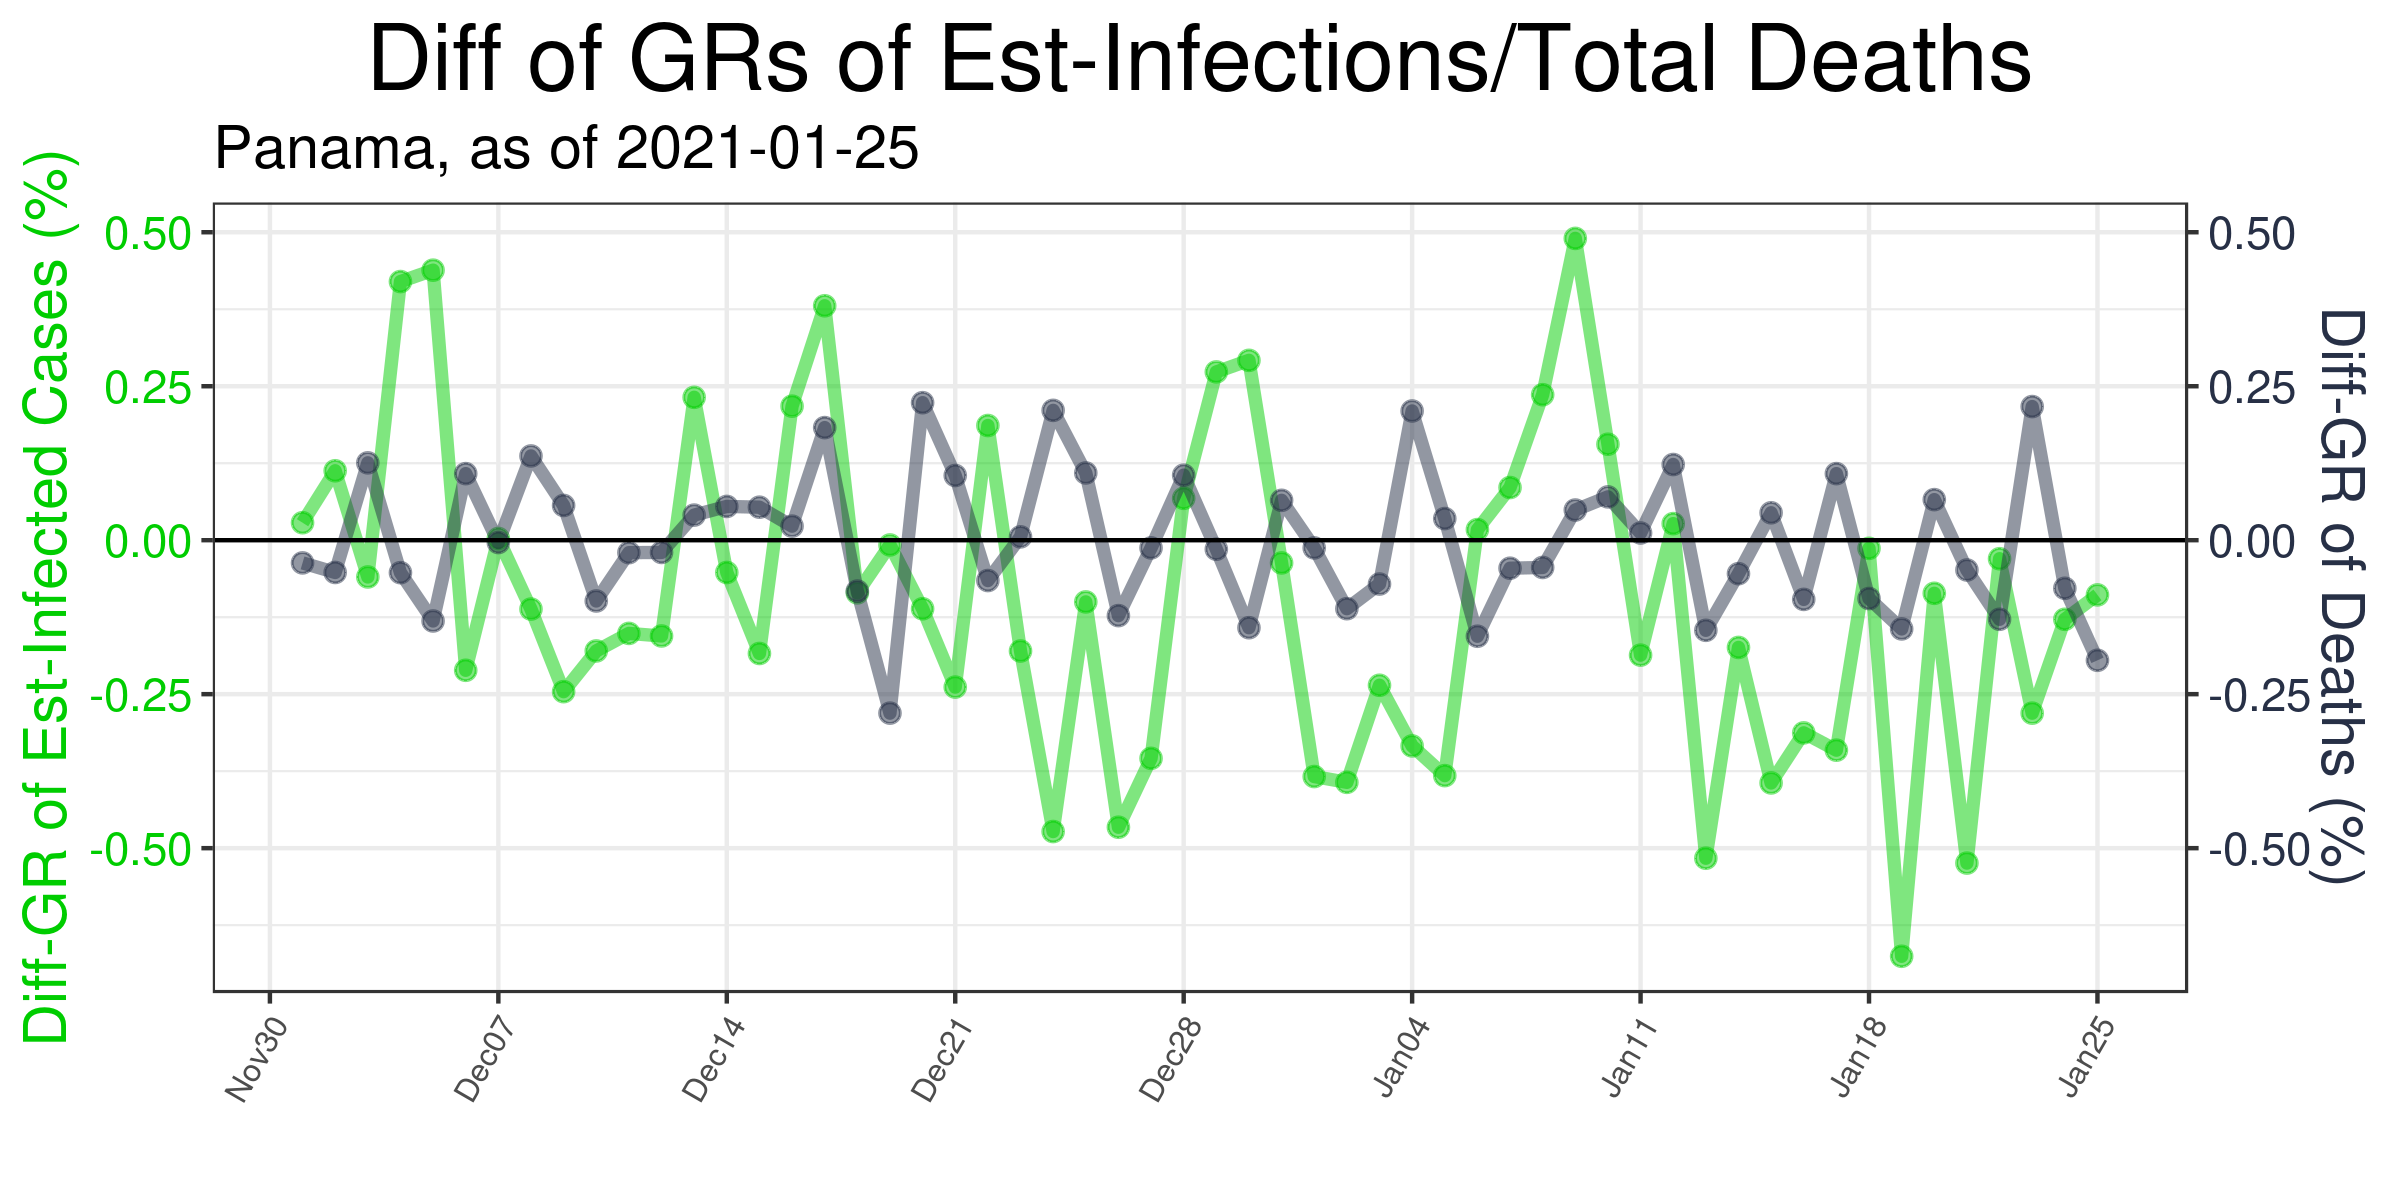 Diff of GRs of Est-Infections/Total Deaths
Panama, as of 2021-01-25
Diff-GR of Est-Infected Cases (%)
0.50
0.25
0.00
-0.25
-0.50
0.50
0.25
0.00
-0.25
-0.50
Diff-GR of Deaths (%)
Nov30
Dec07
Dec14
Dec21
Dec28
Jan04
Jan11
Jan18
Jan25